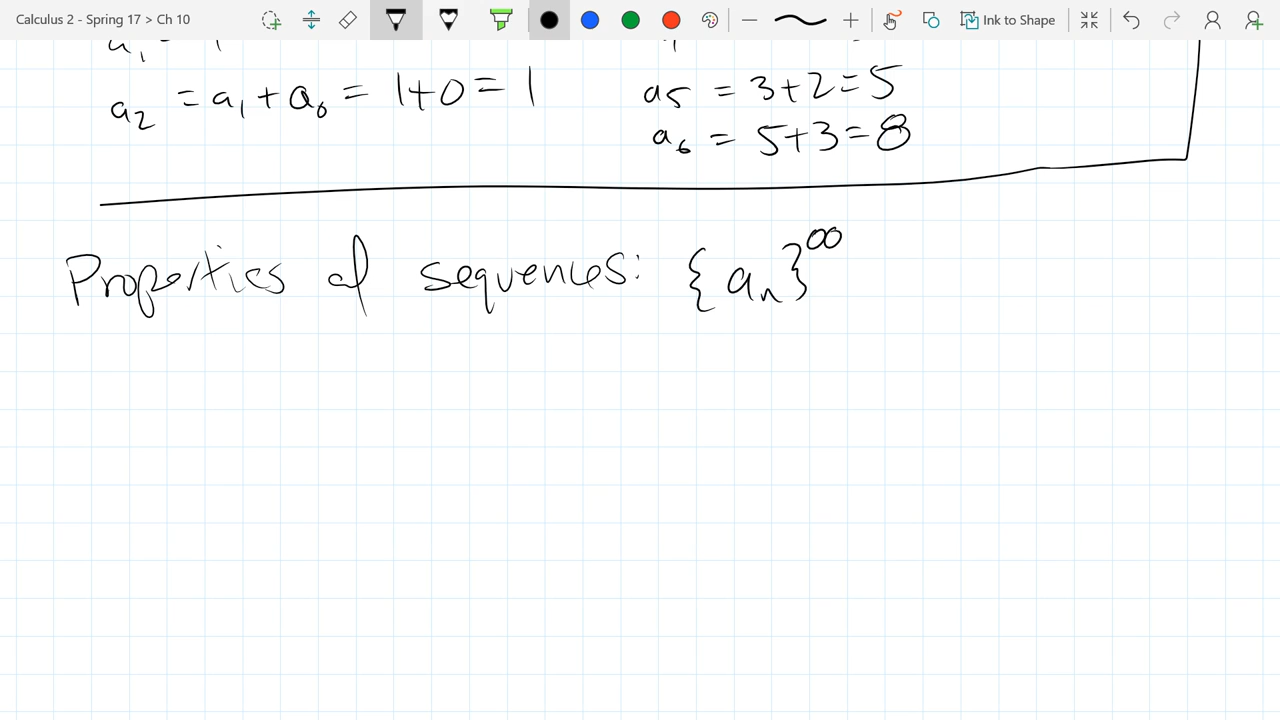 Calculus 2 - Spring 17 > Ch 10
Ink to Shape
a₂ = a₁ + a₀ = 1+0 = 1
a₅ = 3+2 = 5
a₆ = 5+3 = 8
Properties of sequences: {aₙ}^∞